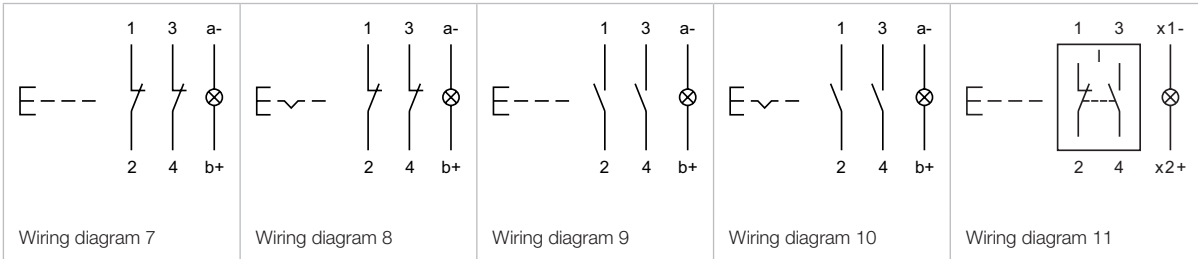 1 3 a-
2 4 b+
Wiring diagram 7
1 3 a-
2 4 b+
Wiring diagram 8
1 3 a-
2 4 b+
Wiring diagram 9
1 3 a-
2 4 b+
Wiring diagram 10
1 3 x1-
2 4 x2+
Wiring diagram 11